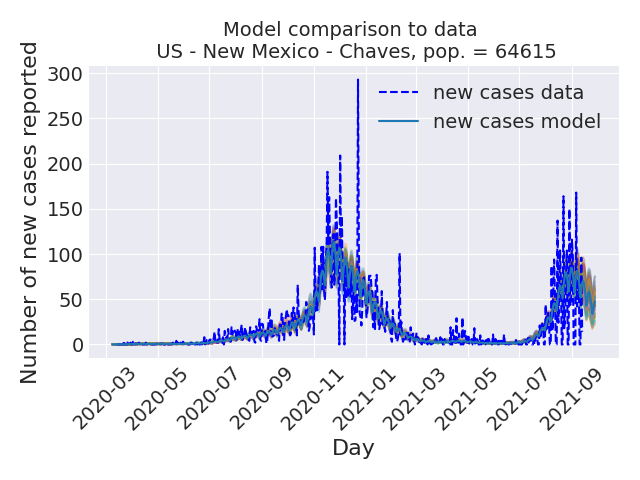 Model comparison to data
US - New Mexico - Chaves, pop. = 64615
Number of new cases reported
300
250
200
150
100
50
0
new cases data
new cases model
2020-03
2020-05
2020-07
2020-09
2020-11
2021-01
2021-03
2021-05
2021-07
2021-09
Day